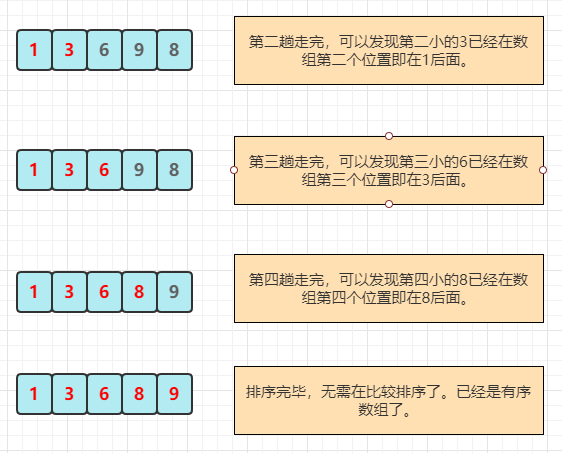 1 3 6 9 8
第二趟走完，可以发现第二小的3已经在数
组第二个位置即在1后面。
1 3 6 9 8
第三趟走完，可以发现第三小的6已经在数
组第三个位置即在3后面。
1 3 6 8 9
第四趟走完，可以发现第四小的8已经在数
组第四个位置即在8后面。
1 3 6 8 9
排序完毕，无需在比较排序了。已经是有序
数组了。